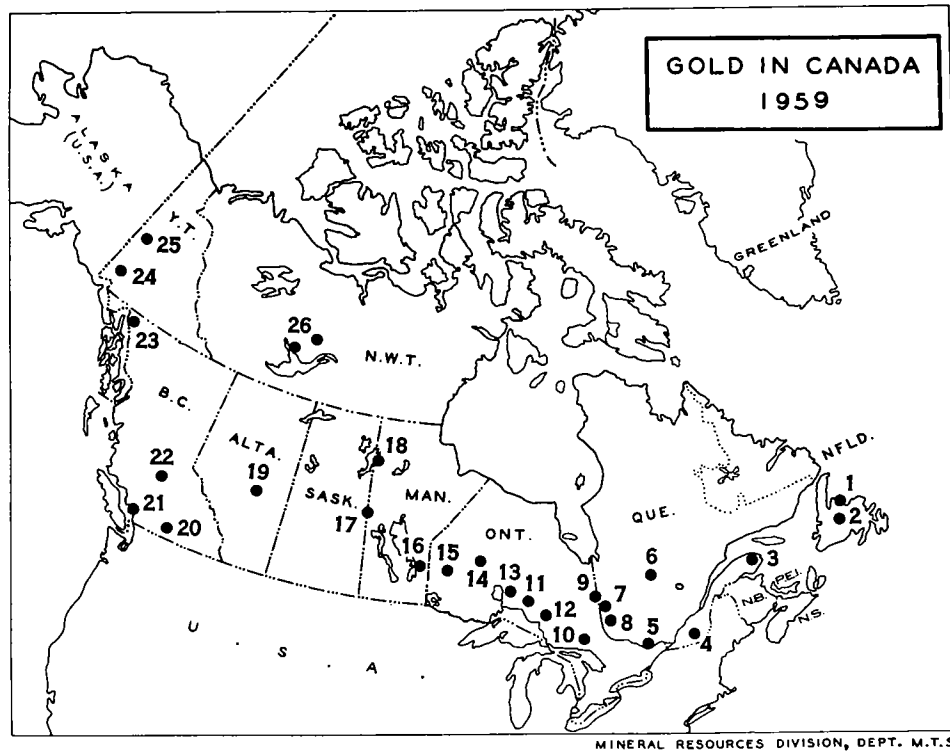 GOLD IN CANADA
1959
ALASKA
(U.S.A.)
Y.T.
GREENLAND
25
24
23
26
N.W.T.
B.C.
ALTA.
SASK.
MAN.
ONT.
QUE.
NFLD.
18
22
19
21
20
17
16
15
14
13
11
12
10
9
7
8
6
5
4
3
1
2
N.B.
P.E.I.
N.S.
U. S. A.
MINERAL RESOURCES DIVISION, DEPT. M.T.S